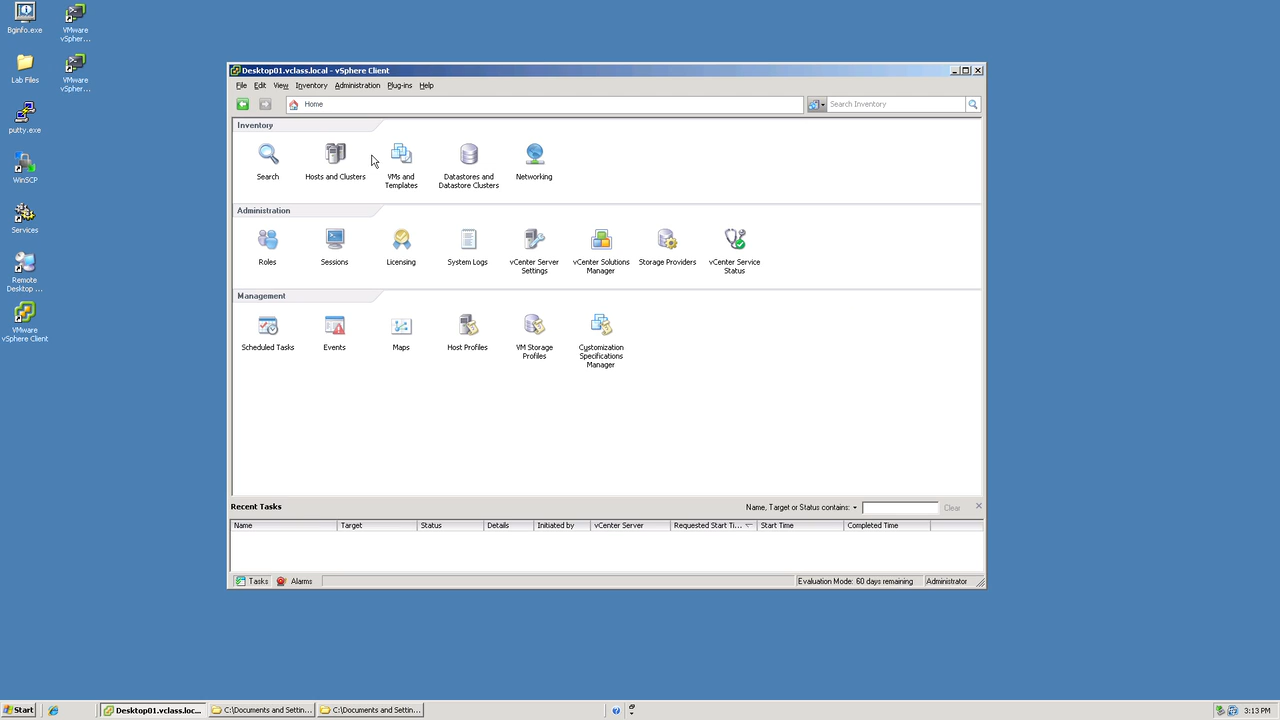 Bginfo.exe
VMware
vSpher...
Lab Files
VMware
vSpher...
putty.exe
WinSCP
Services
Remote
Desktop ...
VMware
vSphere Client
Desktop01.vclass.local - vSphere Client
File Edit View Inventory Administration Plug-ins Help
Home
Search Inventory
Inventory
Search
Hosts and Clusters
VMs and
Templates
Datastores and
Datastore Clusters
Networking
Administration
Roles
Sessions
Licensing
System Logs
vCenter Server
Settings
vCenter Solutions
Manager
Storage Providers
vCenter Service
Status
Management
Scheduled Tasks
Events
Maps
Host Profiles
VM Storage
Profiles
Customization
Specifications
Manager
Recent Tasks
Name, Target or Status contains:
Clear
Name Target Status Details Initiated by vCenter Server Requested Start Ti... Start Time Completed Time
Tasks Alarms
Evaluation Mode: 60 days remaining
Administrator
Start
Desktop01.vclass.loc...
C:\Documents and Settin...
C:\Documents and Settin...
3:13 PM